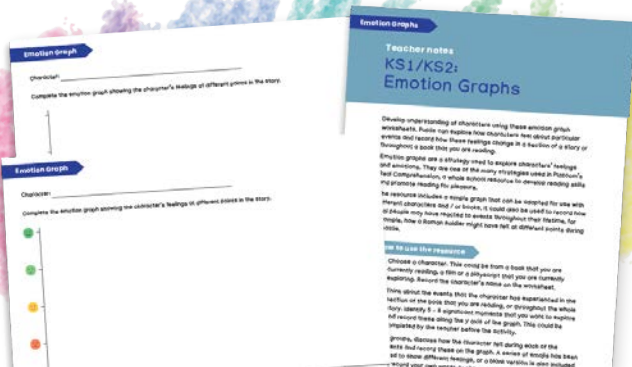 Emotion Graph
Character:
Complete the emotion graph showing the character's feelings at different points in the story.
Emotion Graph
Character:
Complete the emotion graph showing the character's feelings at different points in the story.
Emotion Graphs
Teacher notes
KS1/KS2:
Emotion Graphs
Develop understanding of characters using these emotion graph
worksheets. Pupils can explore how characters feel about particular
events and record how these feelings change in a section of a story or
throughout a book that you are reading.
Emotion graphs are a strategy used to explore characters' feelings
and emotions. They are one of the many strategies used in
Comprehension, a whole school resource to develop reading skills
and promote reading for pleasure.
resource includes a simple graph that can be adapted for use with
different characters and / or books. It could also be used to record how
people may have reacted to events throughout their lifetime, for
how a Roman soldier might have felt at different points during
to use the resource
Choose a character. This could be from a book that you are
currently reading, a film or a playscript that you are currently
exploring. Record the character's name on the worksheet.
Think about the events that the character has experienced in the
section of the book that you are reading, or throughout the whole
story. Identify 5 - 8 significant moments that you want to explore
record these along the y axis of the graph. This could be
completed by the teacher before the activity.
groups, discuss how the character felt during each of the
and record these on the graph. A series of emojis has been
used to show different feelings, or a blank version is also included
record your own